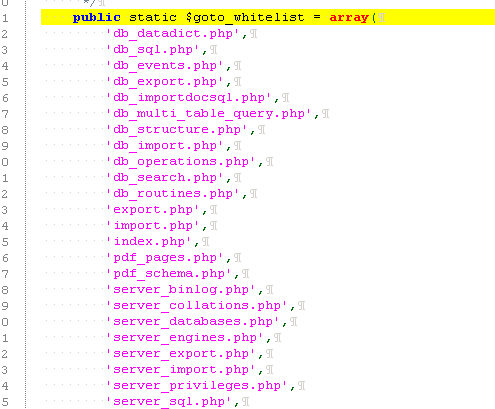 0 */¶
1 public static $goto_whitelist = array(¶
2 'db_datadict.php',¶
3 'db_sql.php',¶
4 'db_events.php',¶
5 'db_export.php',¶
6 'db_importdocsql.php',¶
7 'db_multi_table_query.php',¶
8 'db_structure.php',¶
9 'db_import.php',¶
0 'db_operations.php',¶
1 'db_search.php',¶
2 'db_routines.php',¶
3 'export.php',¶
4 'import.php',¶
5 'index.php',¶
6 'pdf_pages.php',¶
7 'pdf_schema.php',¶
8 'server_binlog.php',¶
9 'server_collations.php',¶
0 'server_databases.php',¶
1 'server_engines.php',¶
2 'server_export.php',¶
3 'server_import.php',¶
4 'server_privileges.php',¶
5 'server_sql.php',¶